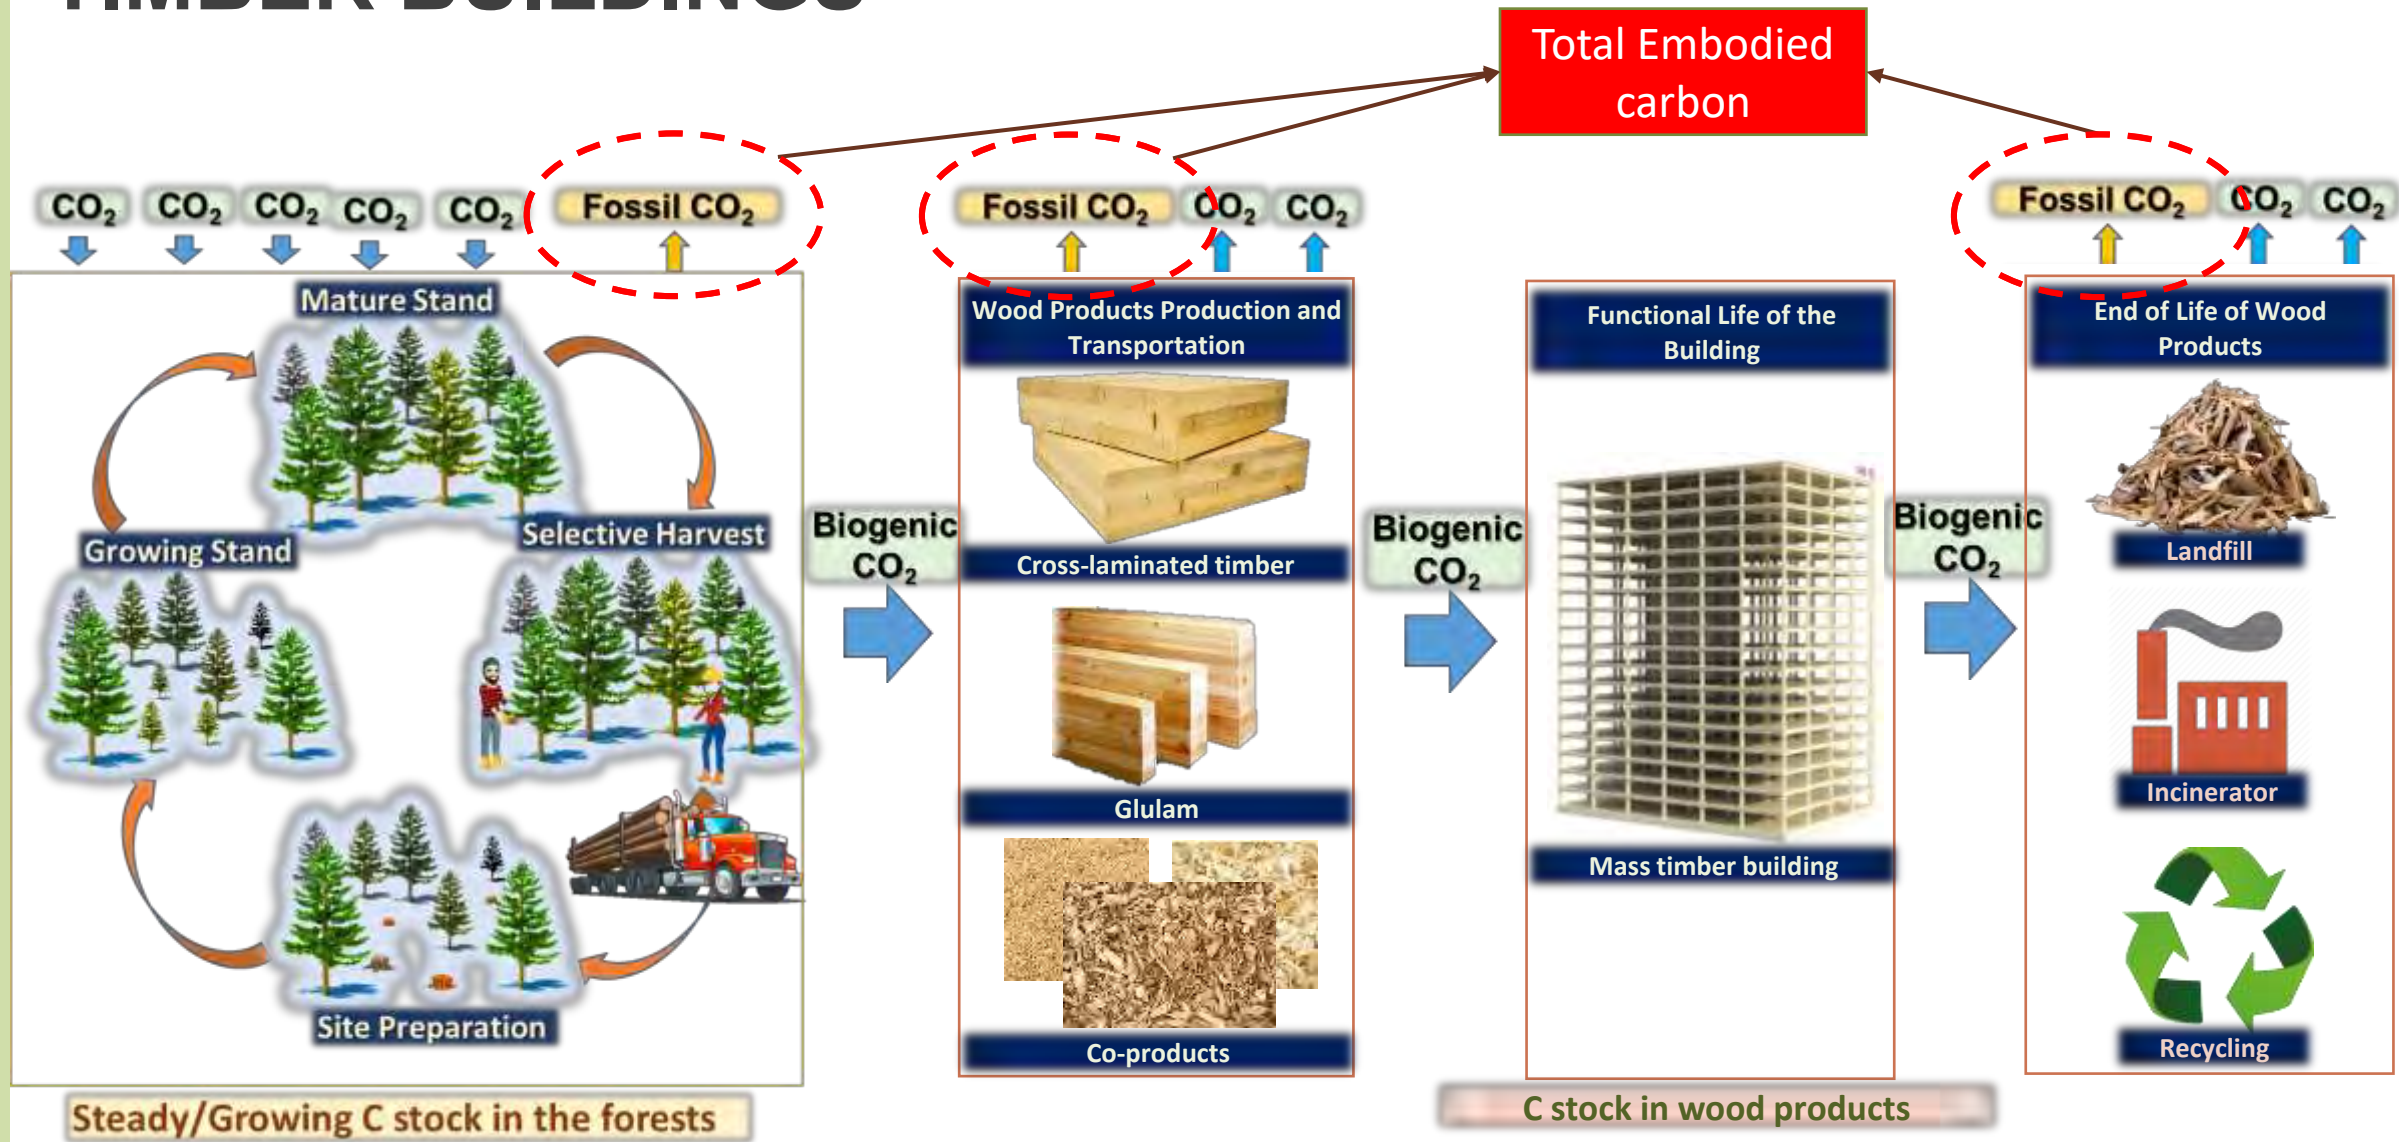 TIMBER BUILDINGS
Total Embodied
carbon
CO₂ CO₂ CO₂ CO₂ CO₂ Fossil CO₂
Fossil CO₂ CO₂ CO₂
Fossil CO₂ CO₂ CO₂
Mature Stand
Growing Stand
Selective Harvest
Site Preparation
Steady/Growing C stock in the forests
Biogenic
CO₂
Wood Products Production and
Transportation
Cross-laminated timber
Glulam
Co-products
Biogenic
CO₂
Functional Life of the
Building
Mass timber building
C stock in wood products
Biogenic
CO₂
End of Life of Wood
Products
Landfill
Incinerator
Recycling